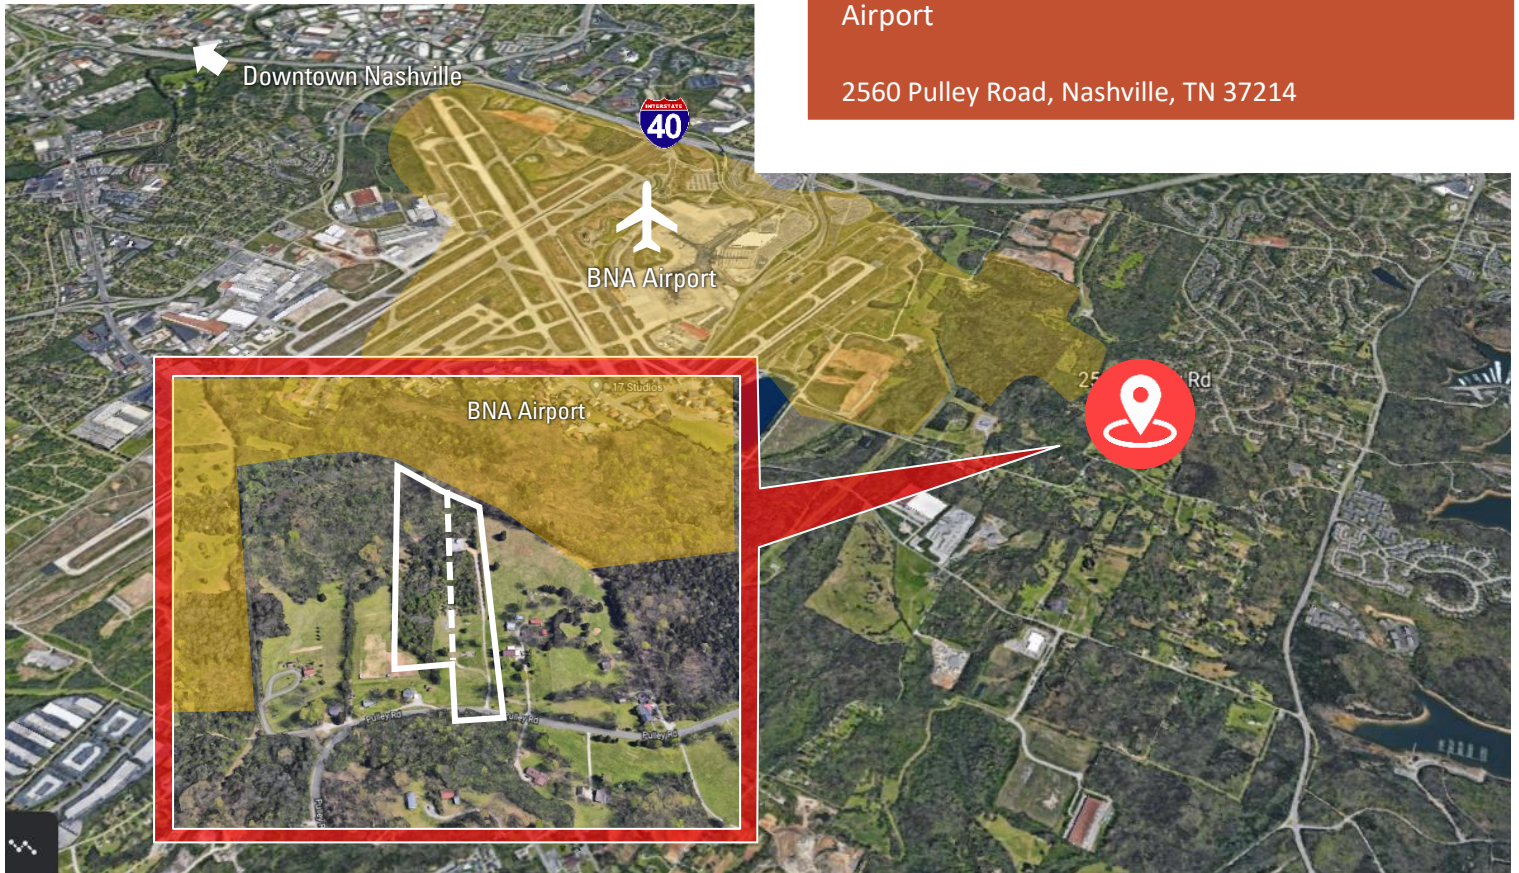 Airport
2560 Pulley Road, Nashville, TN 37214
Downtown Nashville
INTERSTATE
40
BNA Airport
25
Rd
17 Studios
BNA Airport
Pulley Rd
Pulley Rd
Pulley Rd